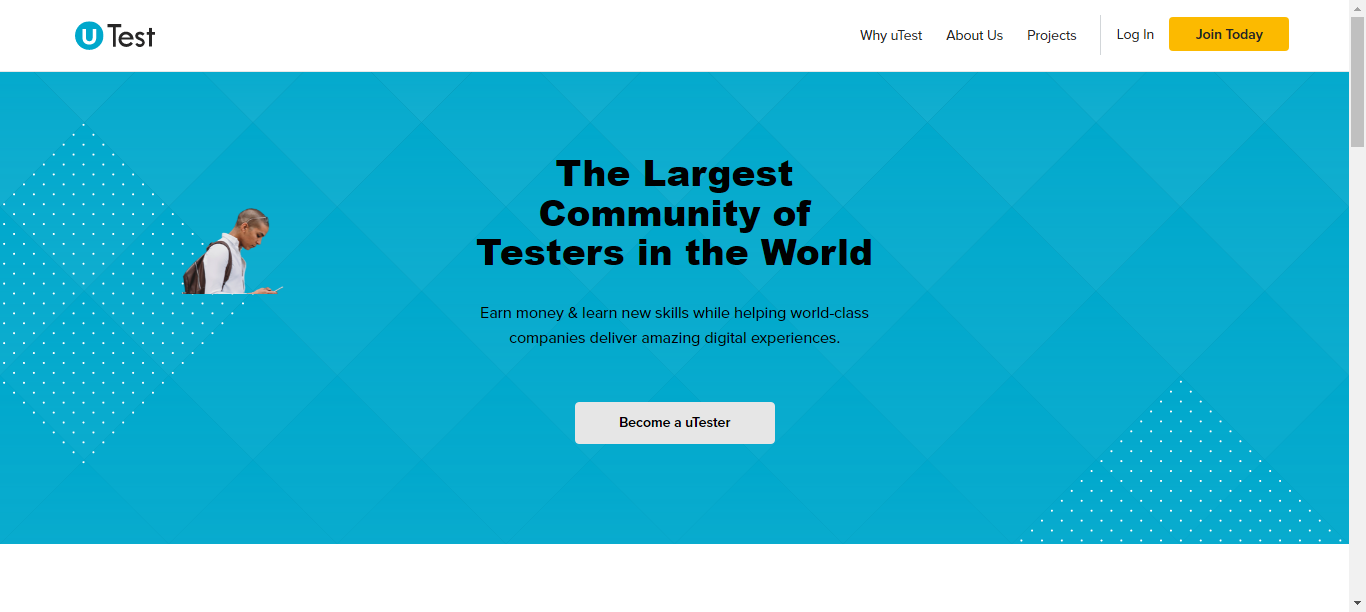 uTest
Why uTest
About Us
Projects
Log In
Join Today
The Largest
Community of
Testers in the World
Earn money & learn new skills while helping world-class
companies deliver amazing digital experiences.
Become a uTester